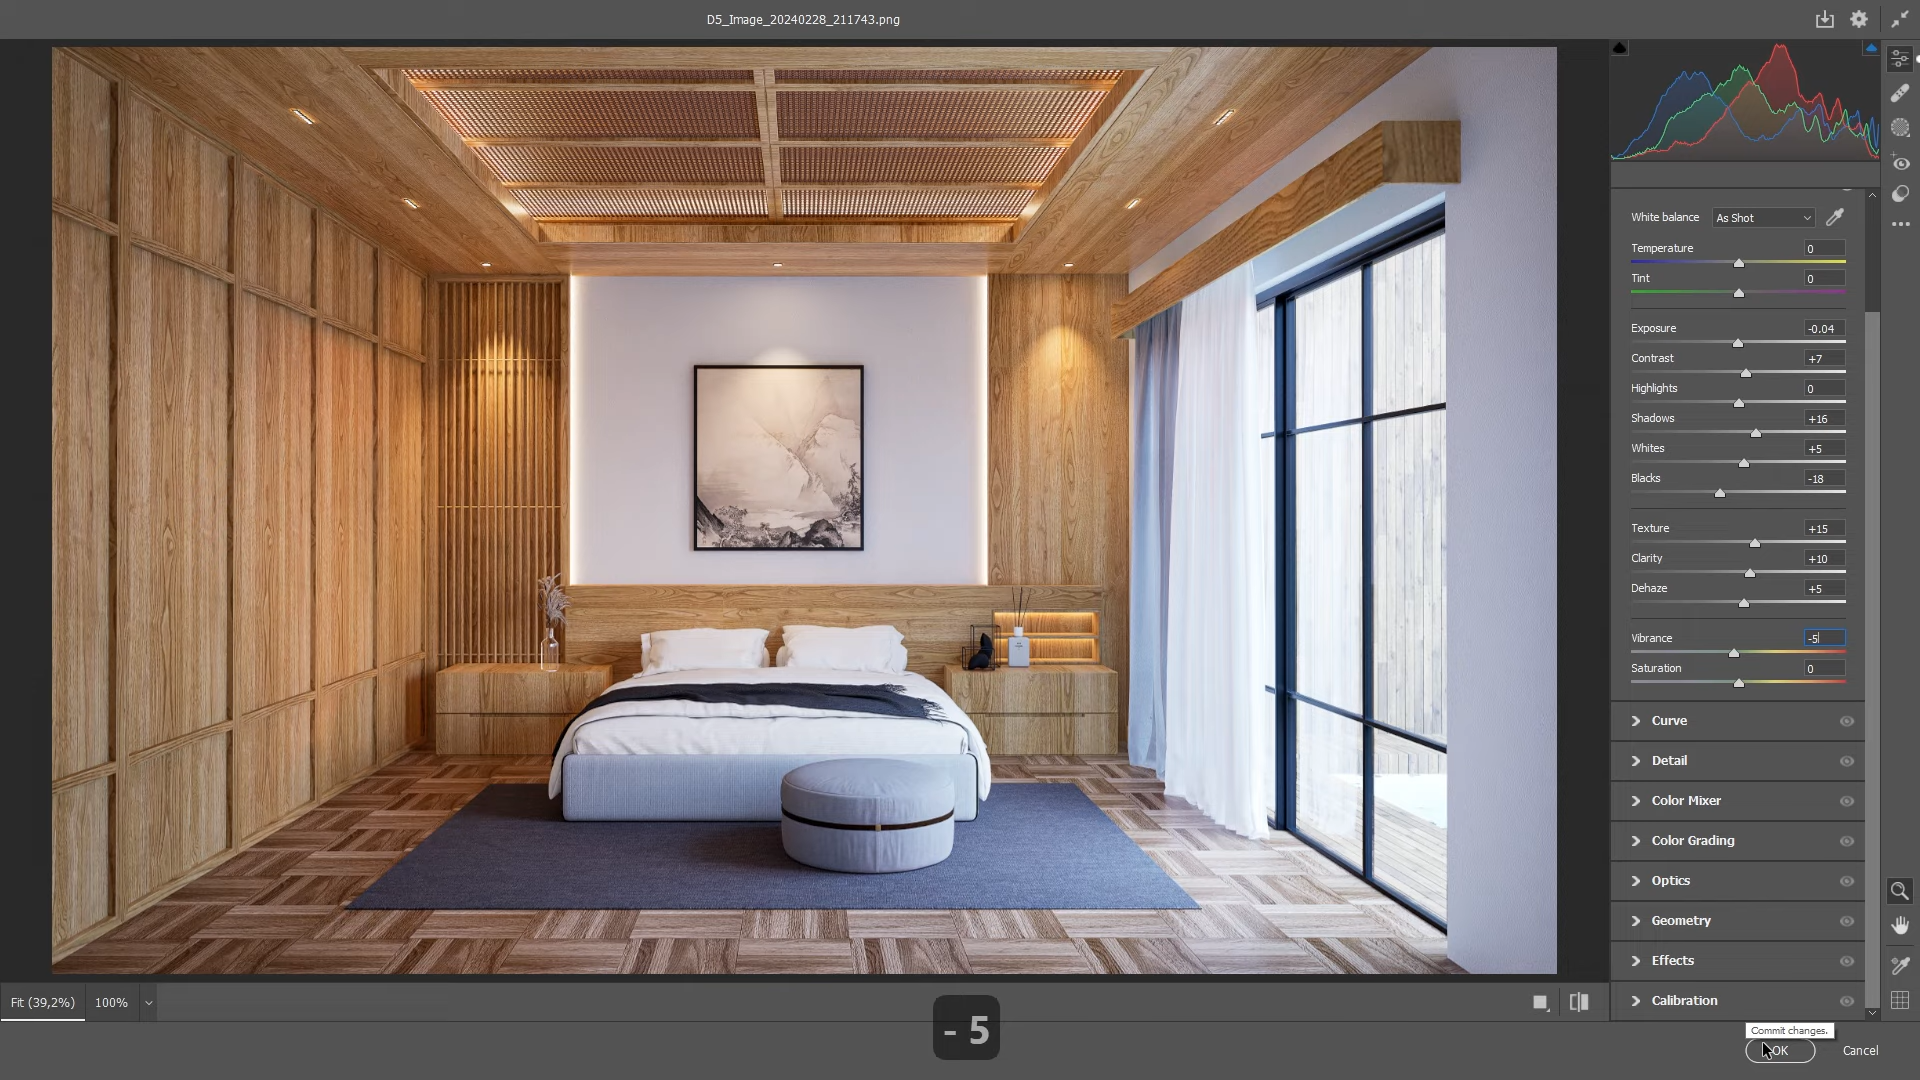 D5_Image_20240228_211743.png
White balance As Shot
Temperature 0
Tint 0
Exposure -0.04
Contrast +7
Highlights 0
Shadows +16
Whites +5
Blacks -18
Texture +15
Clarity +10
Dehaze +5
Vibrance -5
Saturation 0
Curve
Detail
Color Mixer
Color Grading
Optics
Geometry
Effects
Calibration
Fit (39,2%) 100%
- 5
Commit changes.
OK Cancel